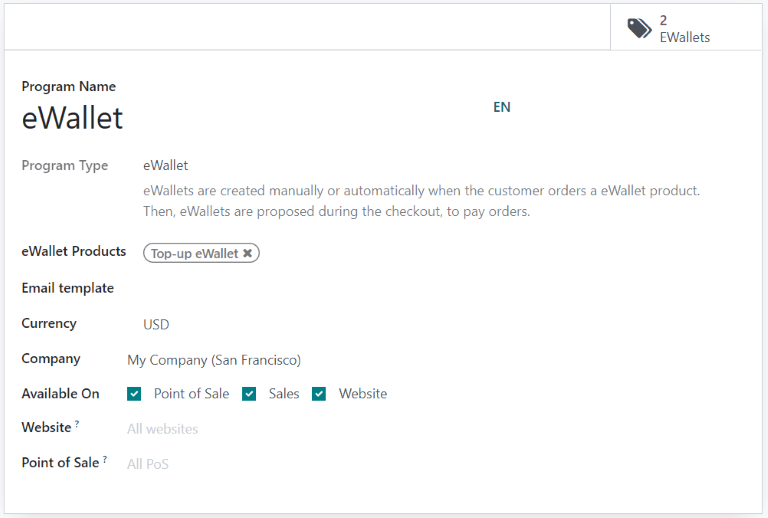 2
EWallets
Program Name
eWallet
EN
Program Type eWallet
eWallets are created manually or automatically when the customer orders a eWallet product.
Then, eWallets are proposed during the checkout, to pay orders.
eWallet Products Top-up eWallet ✖
Email template
Currency USD
Company My Company (San Francisco)
Available On Point of Sale Sales Website
Website ? All websites
Point of Sale ? All PoS